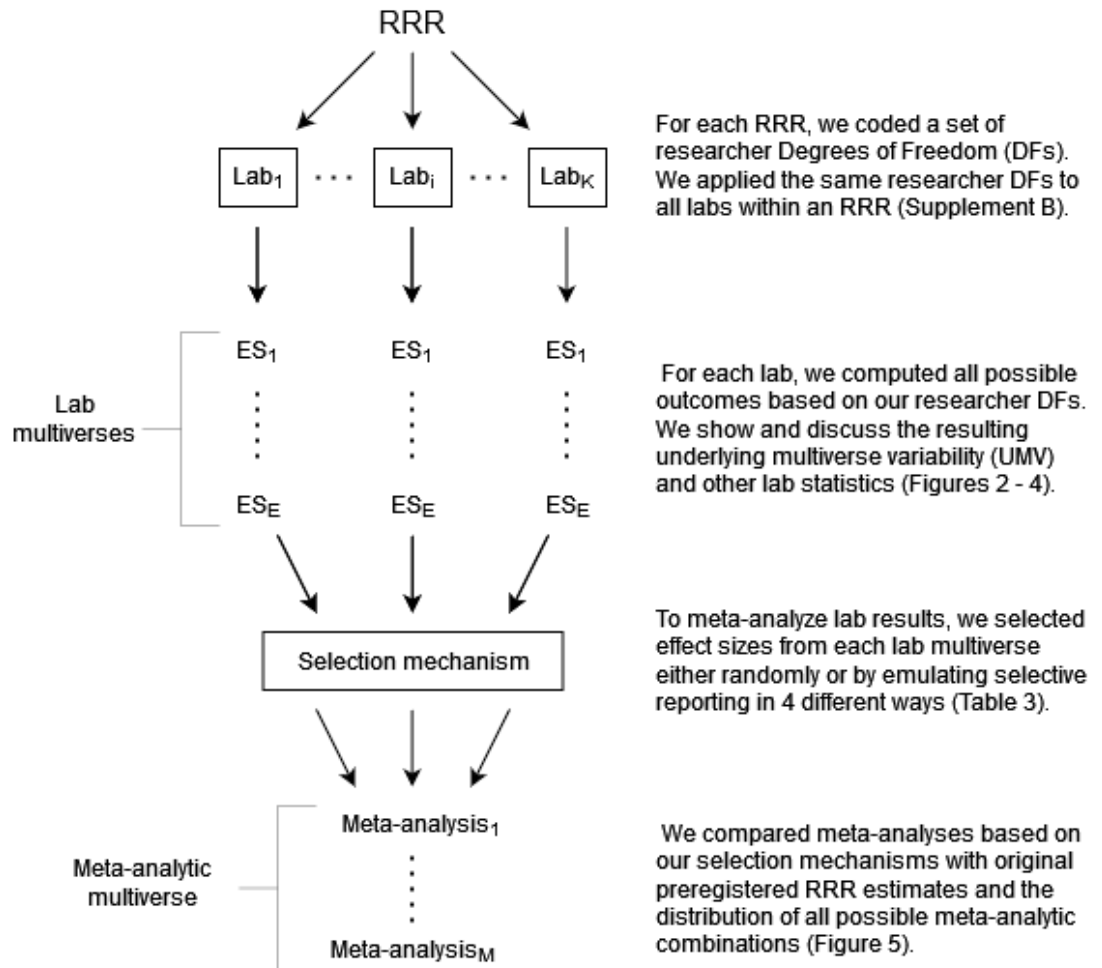 RRR
For each RRR, we coded a set of
researcher Degrees of Freedom (DFs).
We applied the same researcher DFs to
all labs within an RRR (Supplement B).
Lab₁ · · · Labᵢ · · · Lab_K
ES₁ ES₁ ES₁
Lab
multiverses
For each lab, we computed all possible
outcomes based on our researcher DFs.
We show and discuss the resulting
underlying multiverse variability (UMV)
and other lab statistics (Figures 2 - 4).
ES_E ES_E ES_E
Selection mechanism
To meta-analyze lab results, we selected
effect sizes from each lab multiverse
either randomly or by emulating selective
reporting in 4 different ways (Table 3).
Meta-analysis₁
Meta-analytic
multiverse
Meta-analysis_M
We compared meta-analyses based on
our selection mechanisms with original
preregistered RRR estimates and the
distribution of all possible meta-analytic
combinations (Figure 5).